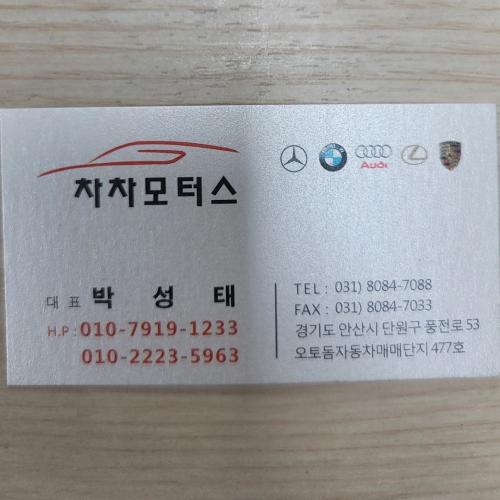 차차모터스
Audi
대 표 박 성 태
H.P : 010-7919-1233
010-2223-5963
TEL : 031) 8084-7088
FAX : 031) 8084-7033
경기도 안산시 단원구 풍전로 53
오토돔자동차매매단지 477호